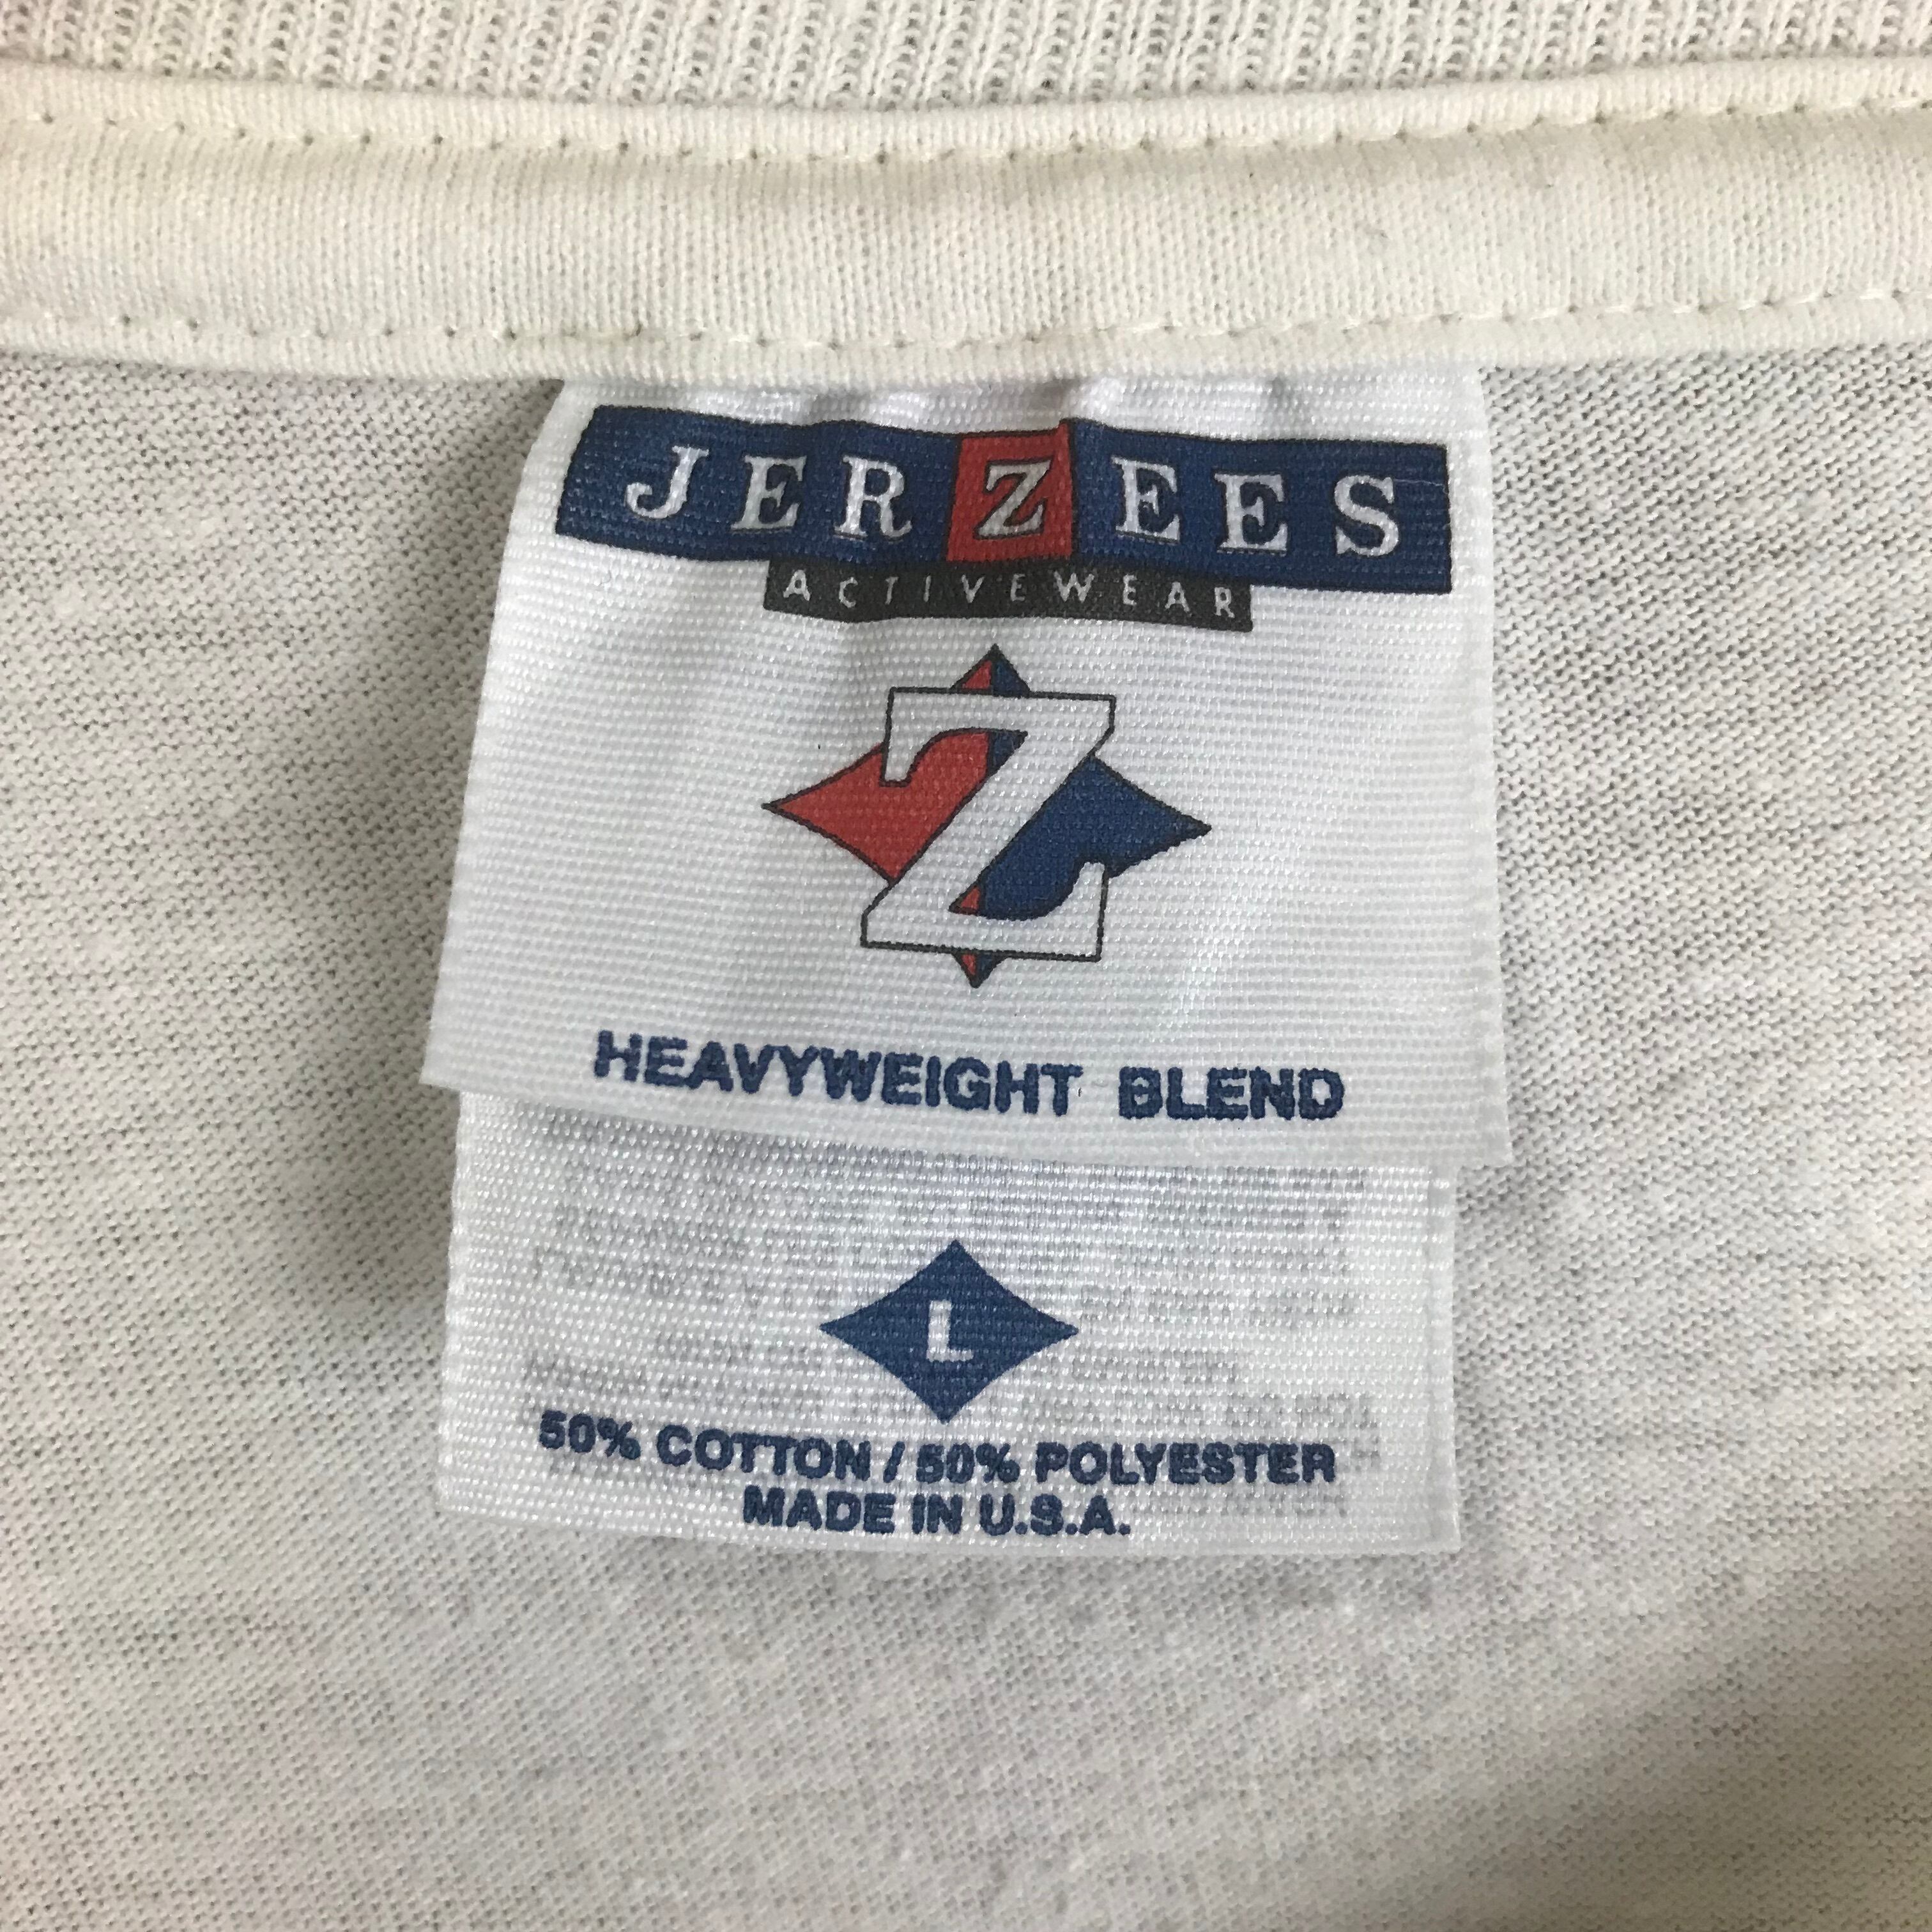 JERZEES
ACTIVEWEAR
Z
HEAVYWEIGHT BLEND
L
50% COTTON / 50% POLYESTER
MADE IN U.S.A.